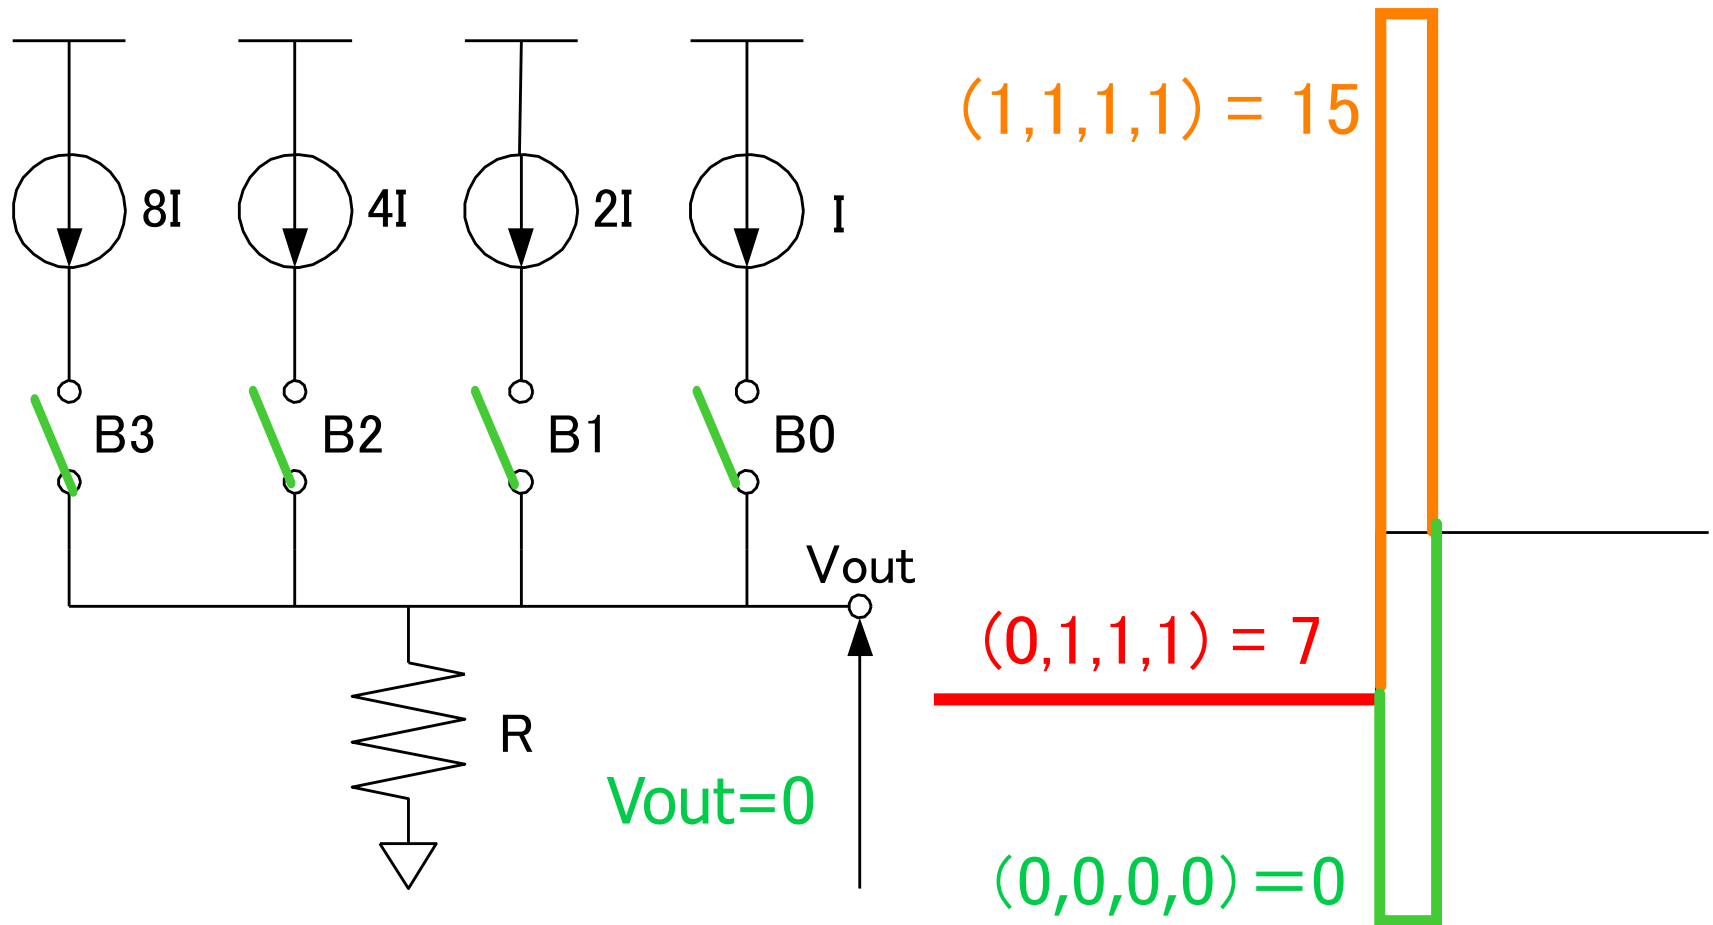 8I
4I
2I
I
B3
B2
B1
B0
Vout
R
Vout=0
(1,1,1,1) = 15
(0,1,1,1) = 7
(0,0,0,0)=0